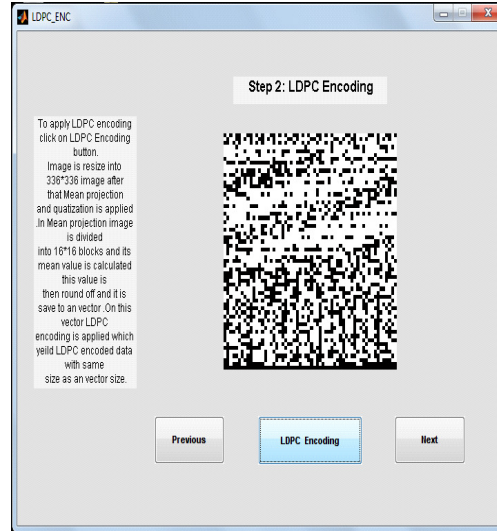 LDPC_ENC
Step 2: LDPC Encoding
To apply LDPC encoding
click on LDPC Encoding
button.
Image is resize into
336*336 image after
that Mean projection
and quatization is applied
.In Mean projection image
is divided
into 16*16 blocks and its
mean value is calculated
this value is
then round off and it is
save to an vector .On this
vector LDPC
encoding is applied which
yeild LDPC encoded data
with same
size as an vector size.
Previous
LDPC Encoding
Next